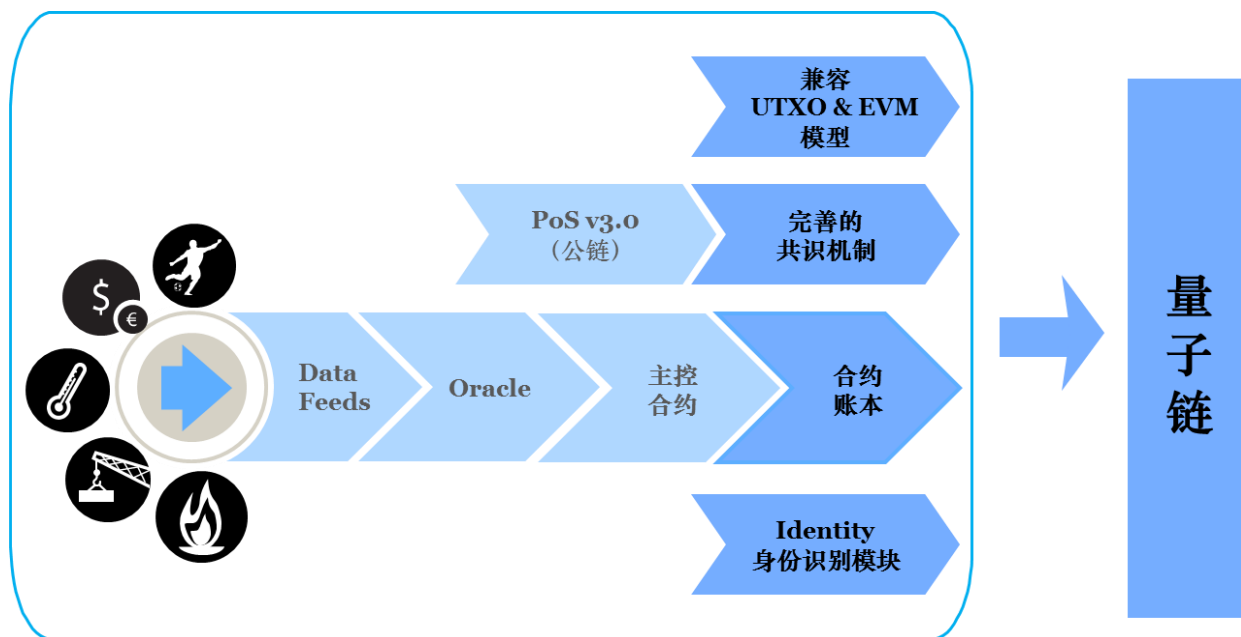 兼容
UTXO & EVM
模型
PoS v3.0
（公链）
完善的
共识机制
$
€
Data
Feeds
Oracle
主控
合约
合约
账本
Identity
身份识别模块
量
子
链